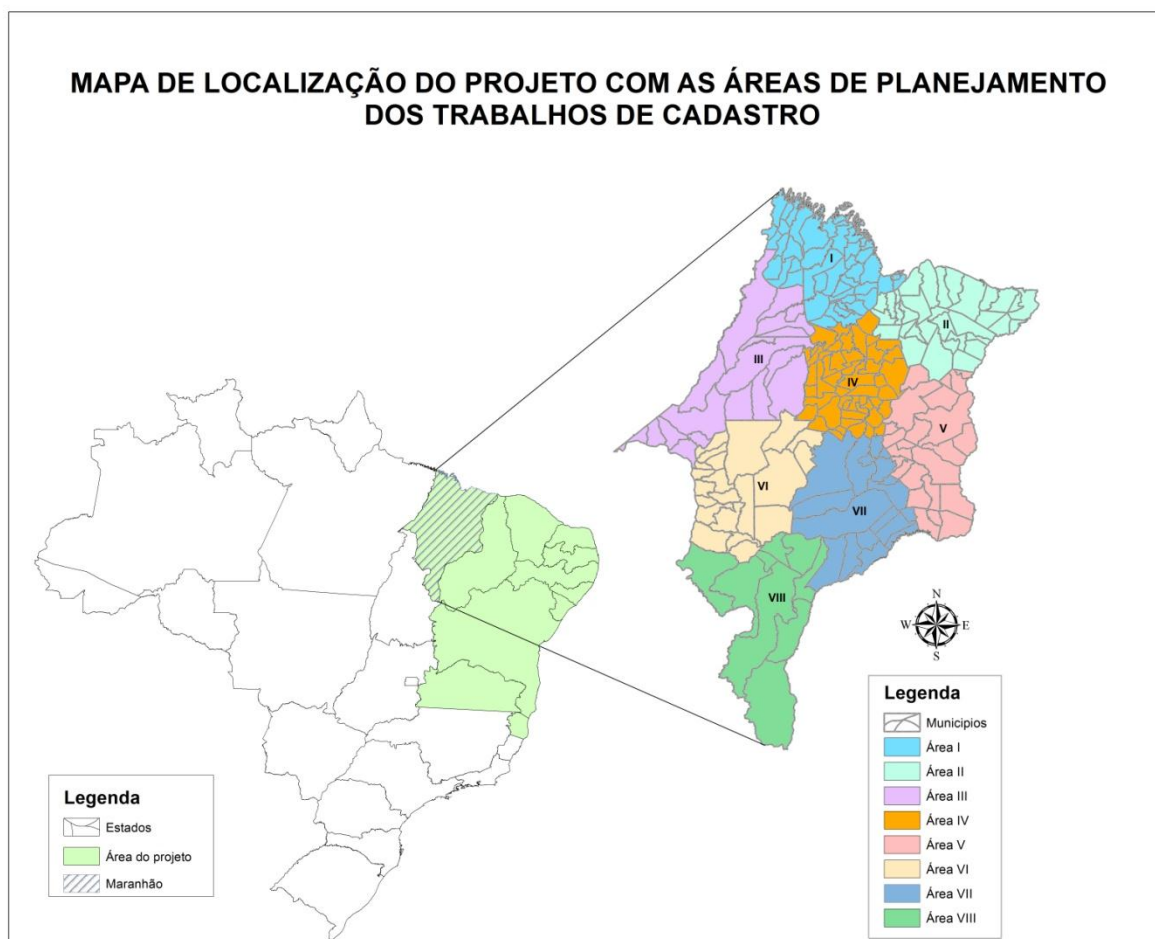 MAPA DE LOCALIZAÇÃO DO PROJETO COM AS ÁREAS DE PLANEJAMENTO
DOS TRABALHOS DE CADASTRO
I
II
III
IV
V
VI
VII
VIII
N
W E
S
Legenda
Estados
Área do projeto
Maranhão
Legenda
Municipios
Área I
Área II
Área III
Área IV
Área V
Área VI
Área VII
Área VIII